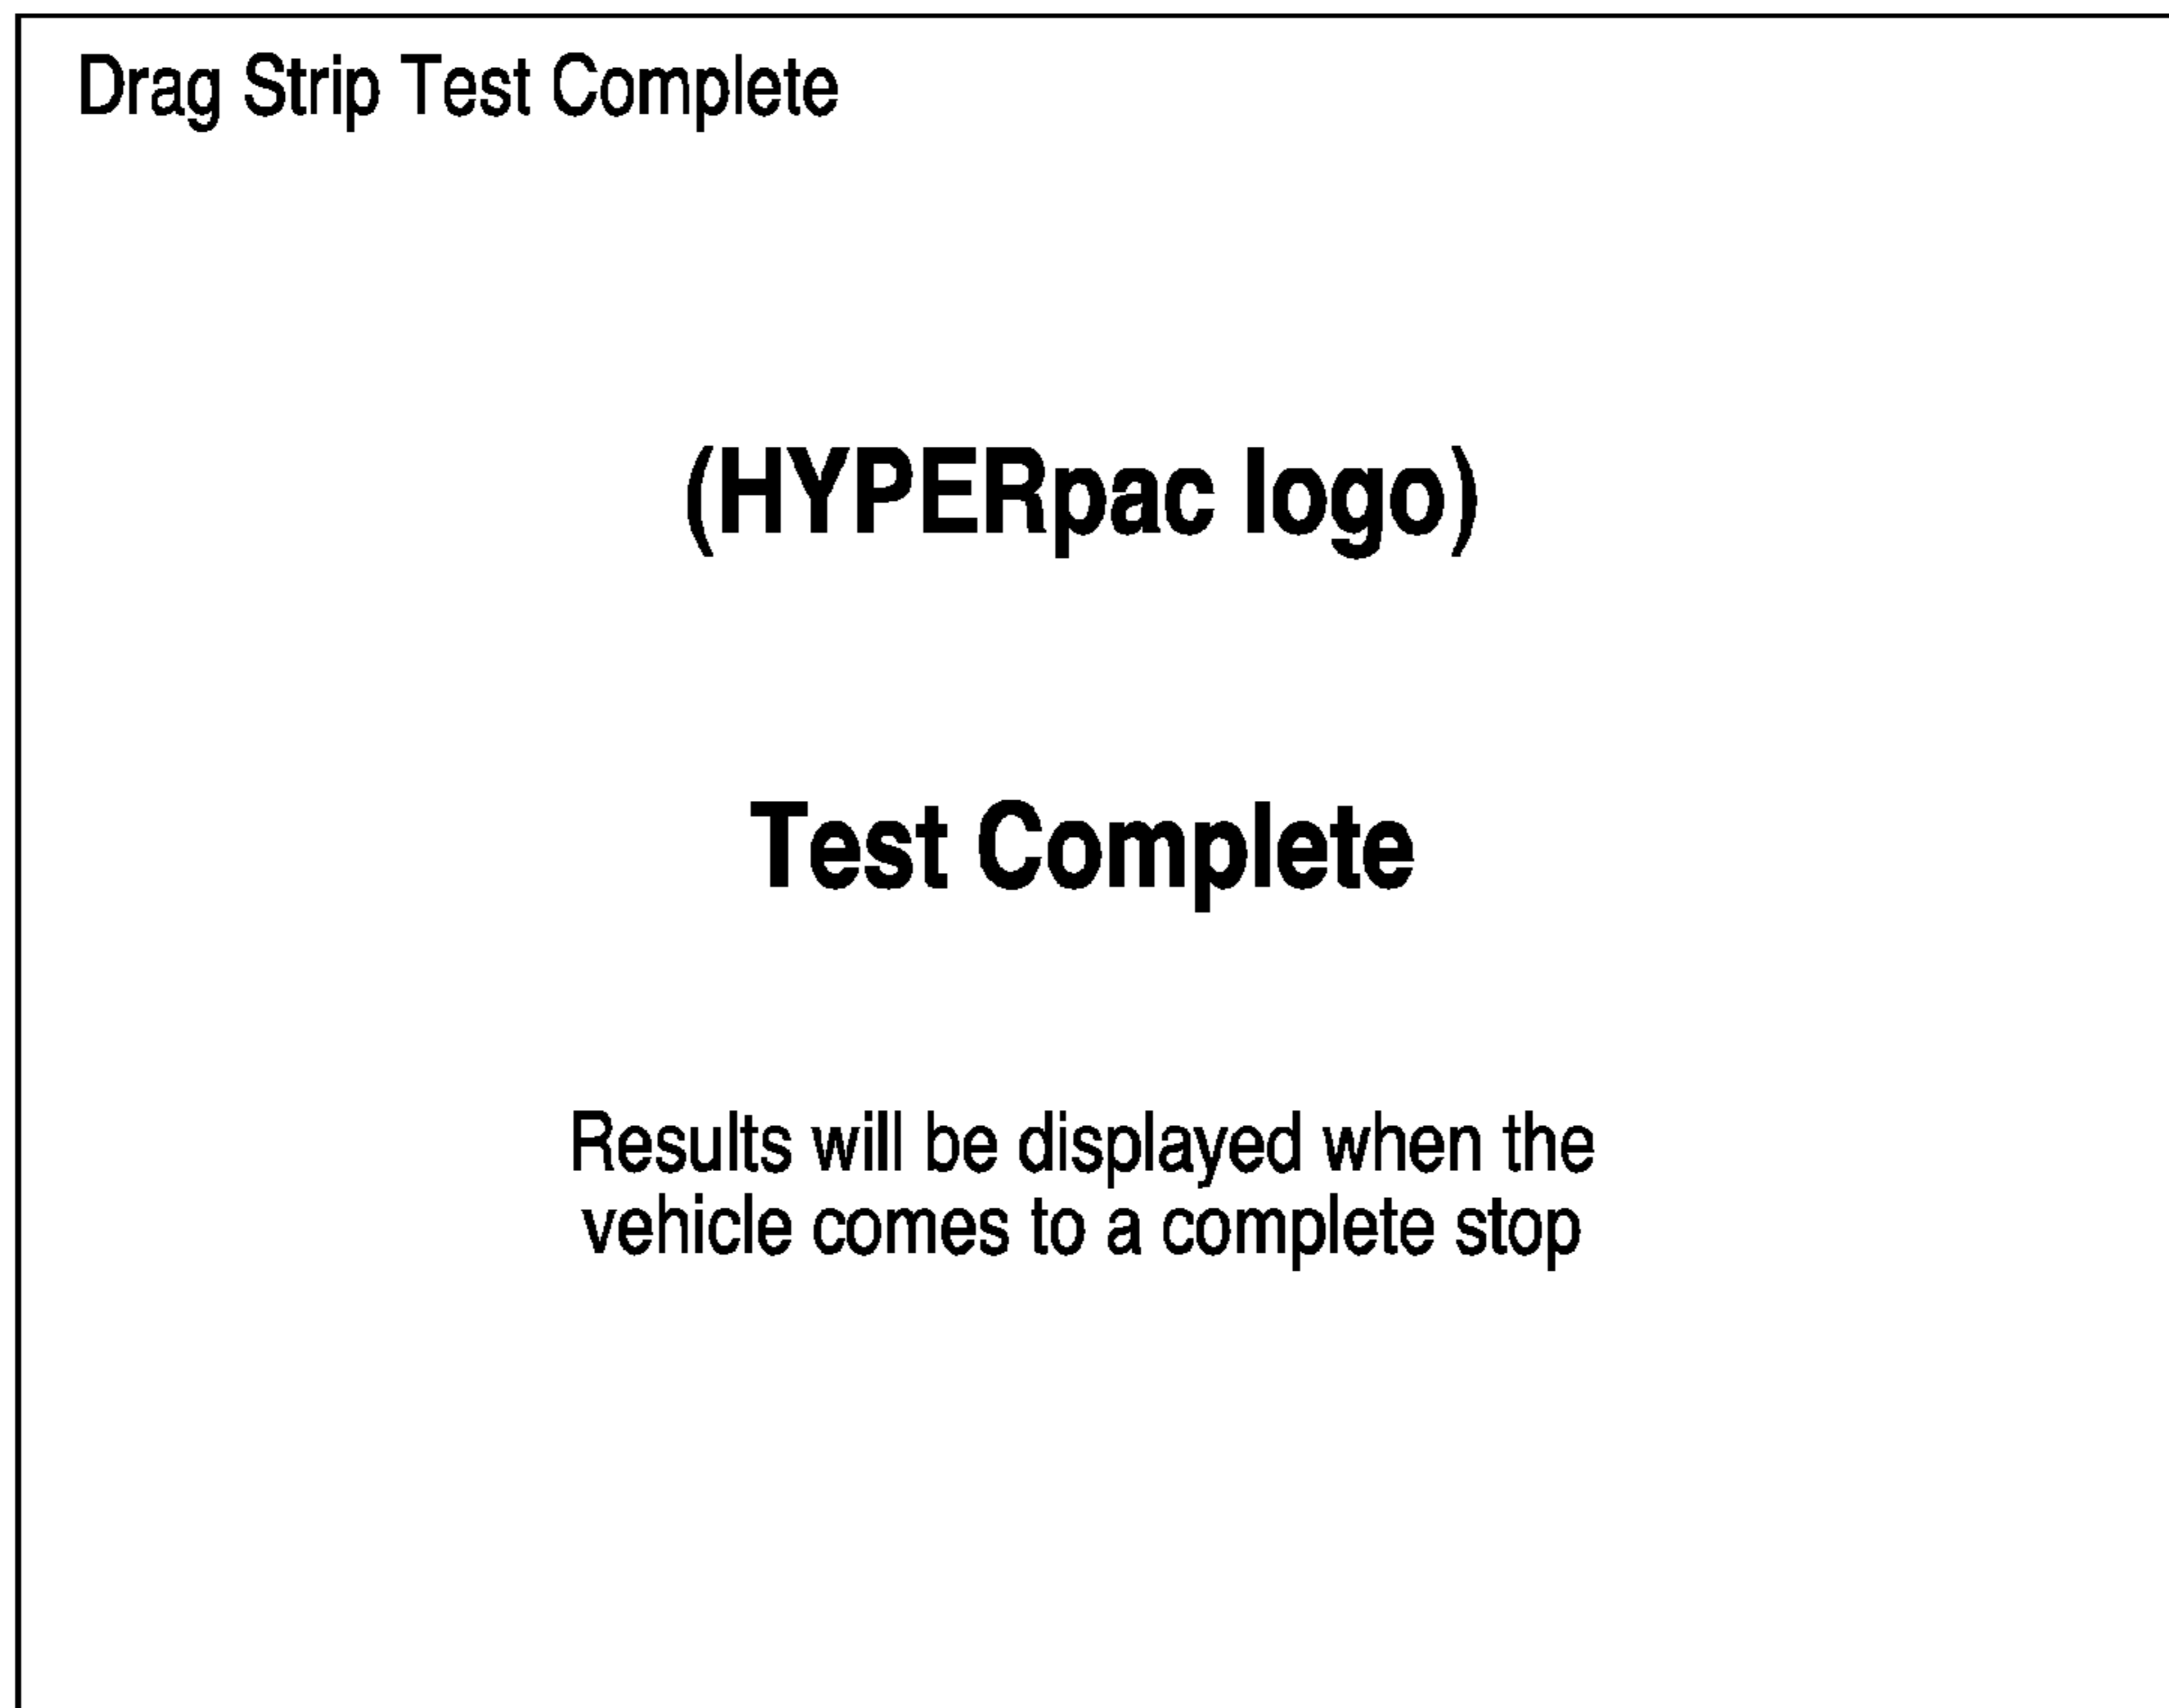 Drag Strip Test Complete
(HYPERpac logo)
Test Complete
Results will be displayed when the
vehicle comes to a complete stop